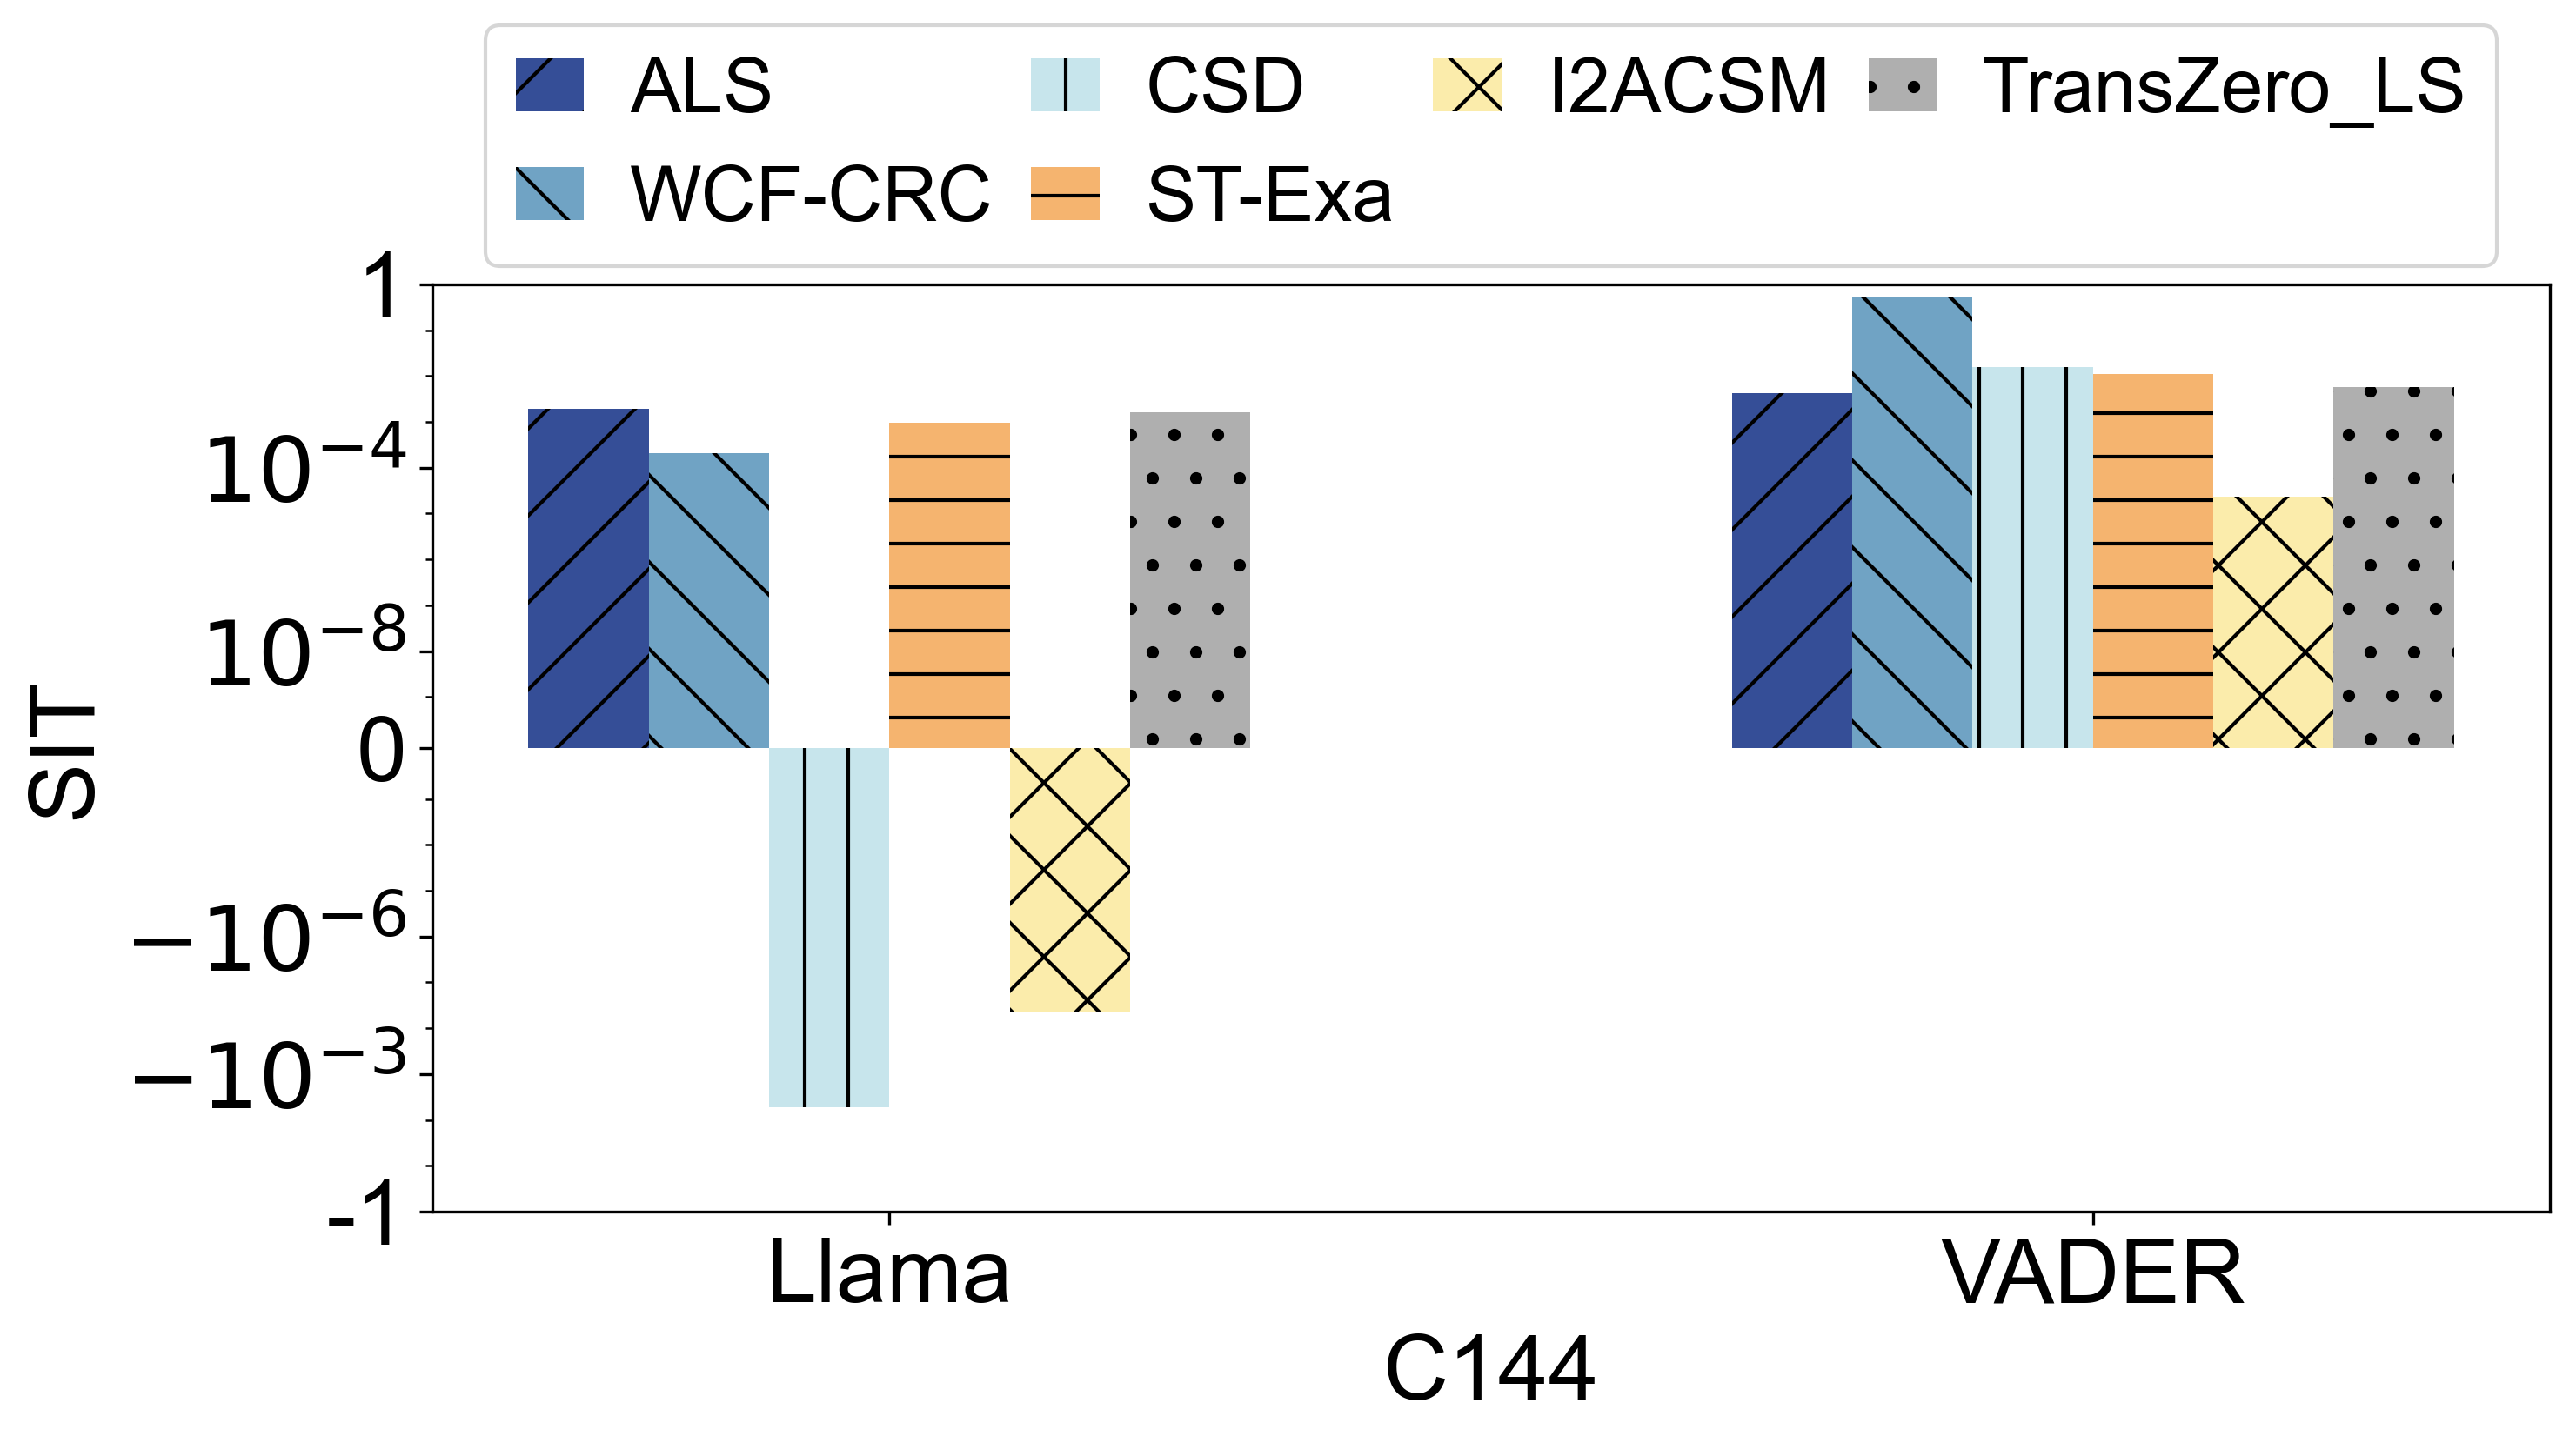 ALS CSD I2ACSM TransZero_LS
WCF-CRC ST-Exa
1
10⁻⁴
10⁻⁸
0
−10⁻⁶
−10⁻³
-1
SIT
Llama VADER
C144